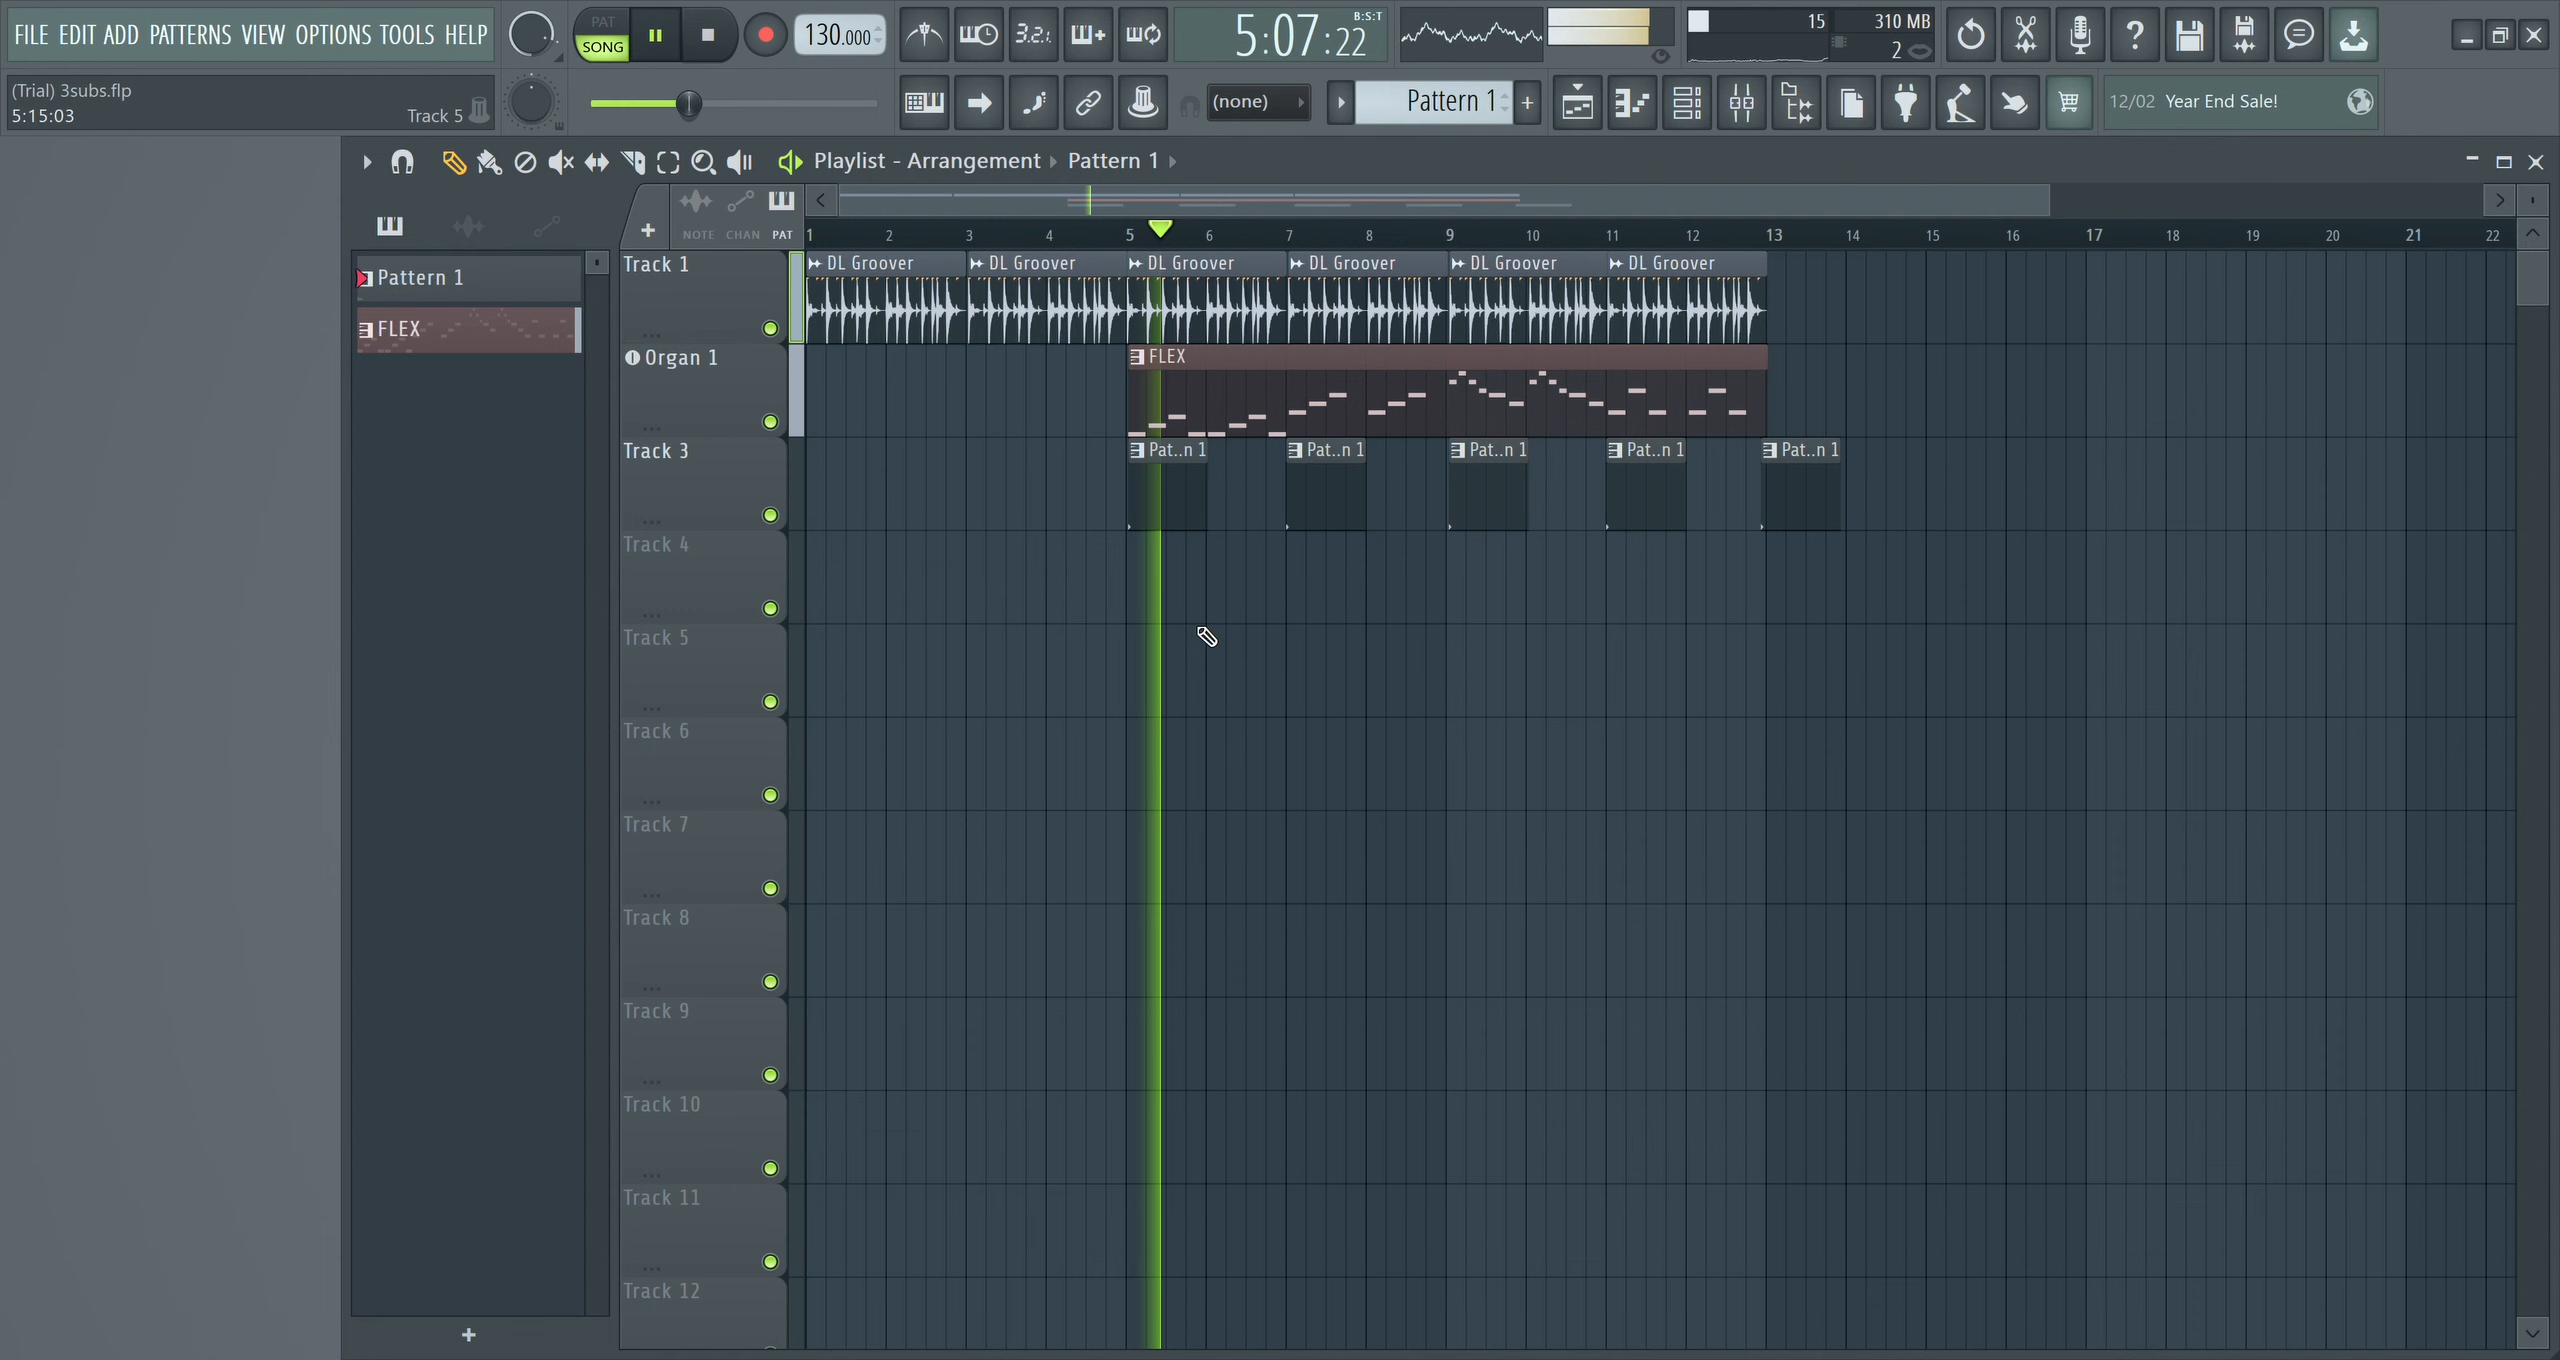 FILE EDIT ADD PATTERNS VIEW OPTIONS TOOLS HELP
PAT
SONG
130.000
3.2.1.
5:07:22
B:S:T
15
310 MB
2
(Trial) 3subs.flp
5:15:03
Track 5
(none)
Pattern 1
12/02 Year End Sale!
Playlist - Arrangement Pattern 1
NOTE CHAN PAT
1 2 3 4 5 6 7 8 9 10 11 12 13 14 15 16 17 18 19 20 21 22
Pattern 1
FLEX
Track 1
DL Groover DL Groover DL Groover DL Groover DL Groover DL Groover
Organ 1
FLEX
Track 3
Pat..n 1 Pat..n 1 Pat..n 1 Pat..n 1 Pat..n 1
Track 4
Track 5
Track 6
Track 7
Track 8
Track 9
Track 10
Track 11
Track 12